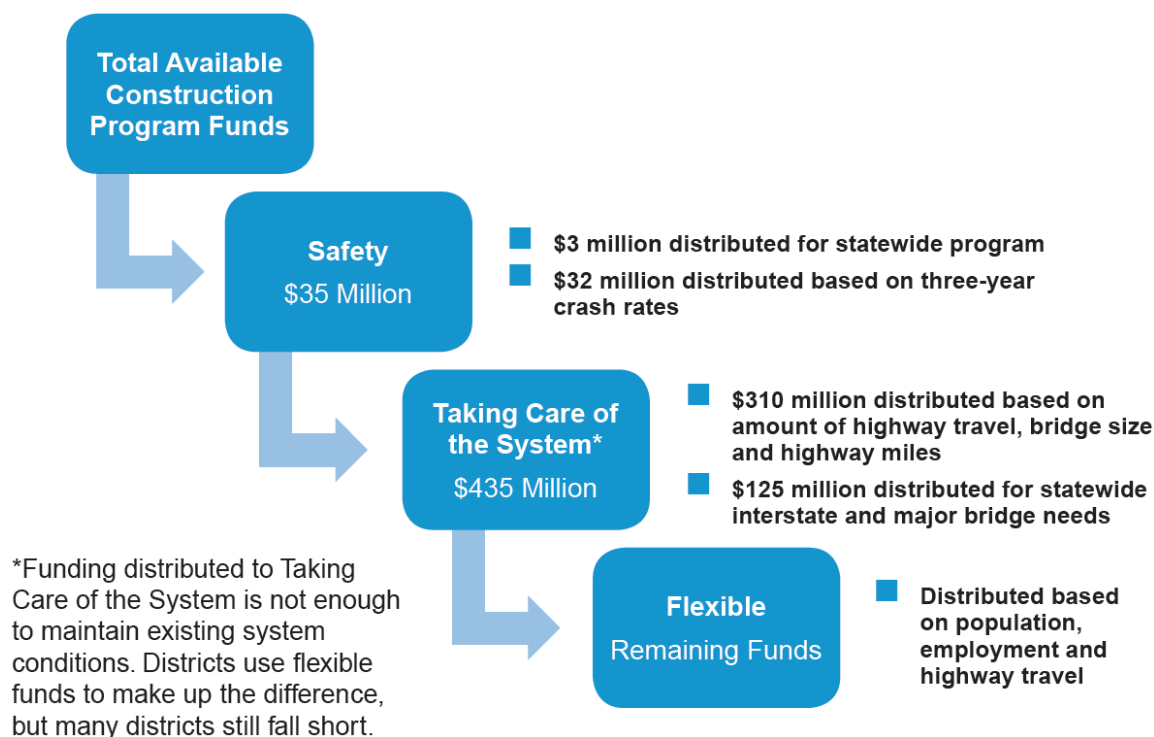 Total Available
Construction
Program Funds
Safety
$35 Million
$3 million distributed for statewide program
$32 million distributed based on three-year
crash rates
Taking Care of
the System*
$435 Million
$310 million distributed based on
amount of highway travel, bridge size
and highway miles
$125 million distributed for statewide
interstate and major bridge needs
Flexible
Remaining Funds
Distributed based
on population,
employment and
highway travel
*Funding distributed to Taking
Care of the System is not enough
to maintain existing system
conditions. Districts use flexible
funds to make up the difference,
but many districts still fall short.